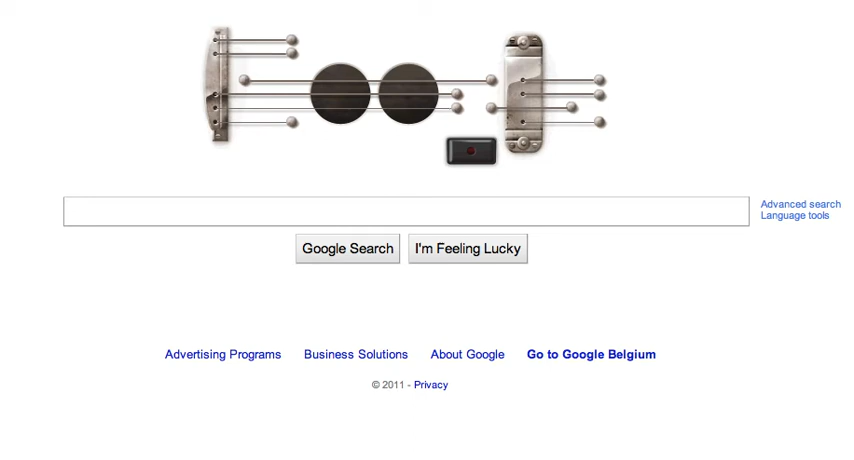 Advanced search
Language tools
Google Search I'm Feeling Lucky
Advertising Programs Business Solutions About Google Go to Google Belgium
© 2011 - Privacy